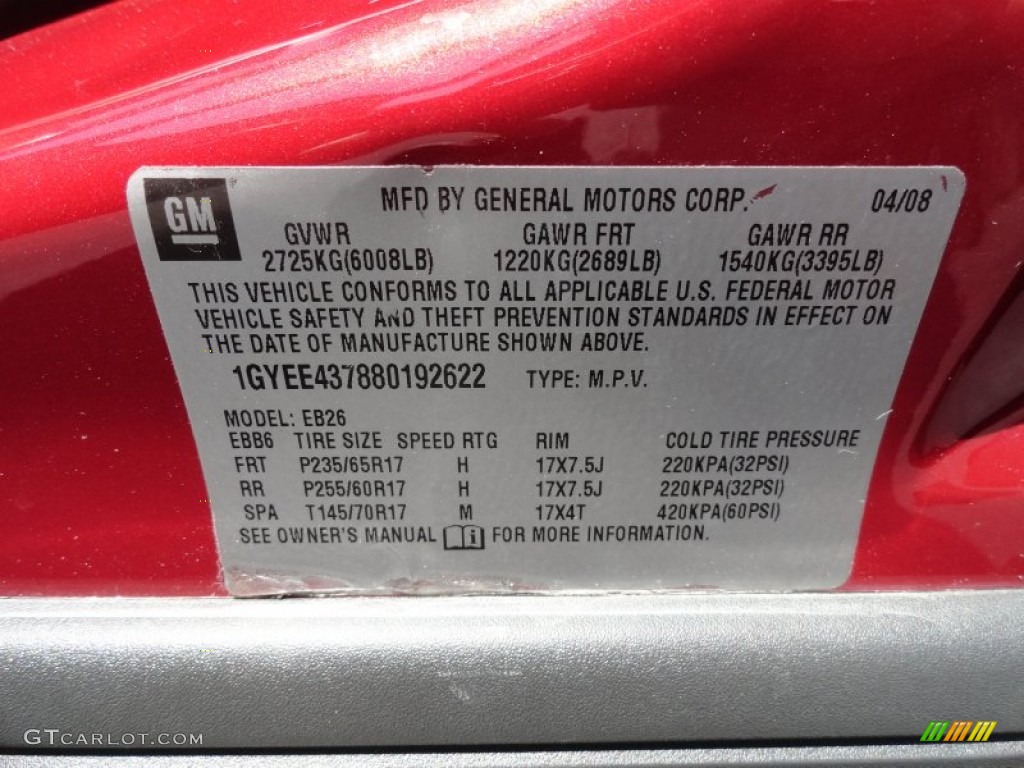 GM
MFD BY GENERAL MOTORS CORP. 04/08
GVWR GAWR FRT GAWR RR
2725KG(6008LB) 1220KG(2689LB) 1540KG(3395LB)
THIS VEHICLE CONFORMS TO ALL APPLICABLE U.S. FEDERAL MOTOR
VEHICLE SAFETY AND THEFT PREVENTION STANDARDS IN EFFECT ON
THE DATE OF MANUFACTURE SHOWN ABOVE.
1GYEE437880192622 TYPE: M.P.V.
MODEL: EB26
EBB6 TIRE SIZE SPEED RTG RIM COLD TIRE PRESSURE
FRT P235/65R17 H 17X7.5J 220KPA(32PSI)
RR P255/60R17 H 17X7.5J 220KPA(32PSI)
SPA T145/70R17 M 17X4T 420KPA(60PSI)
SEE OWNER'S MANUAL i FOR MORE INFORMATION.
GTCARLOT.COM